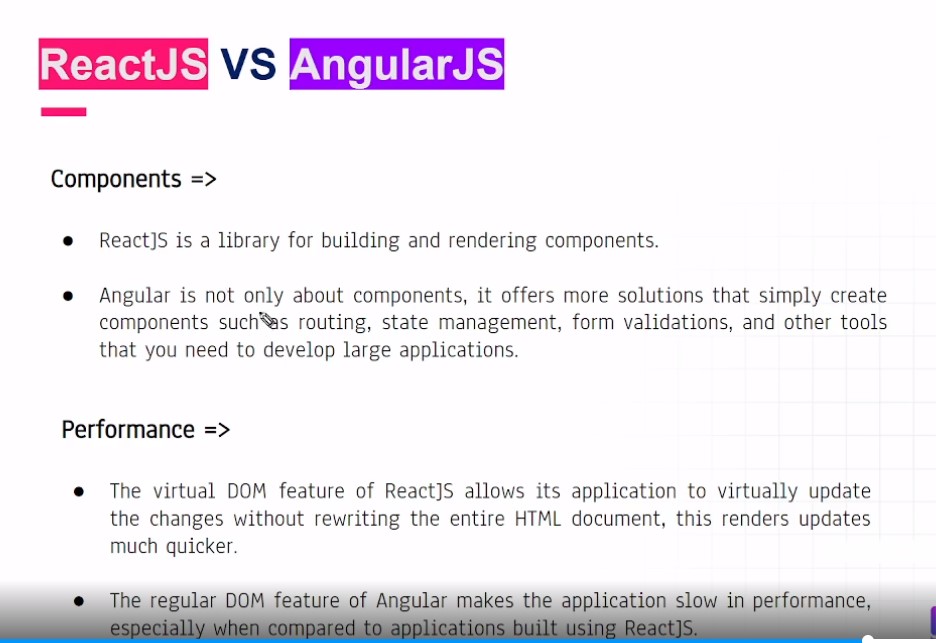 ReactJS VS AngularJS
Components =>
● ReactJS is a library for building and rendering components.
● Angular is not only about components, it offers more solutions that simply create
components such as routing, state management, form validations, and other tools
that you need to develop large applications.
Performance =>
● The virtual DOM feature of ReactJS allows its application to virtually update
the changes without rewriting the entire HTML document, this renders updates
much quicker.
● The regular DOM feature of Angular makes the application slow in performance,
especially when compared to applications built using ReactJS.